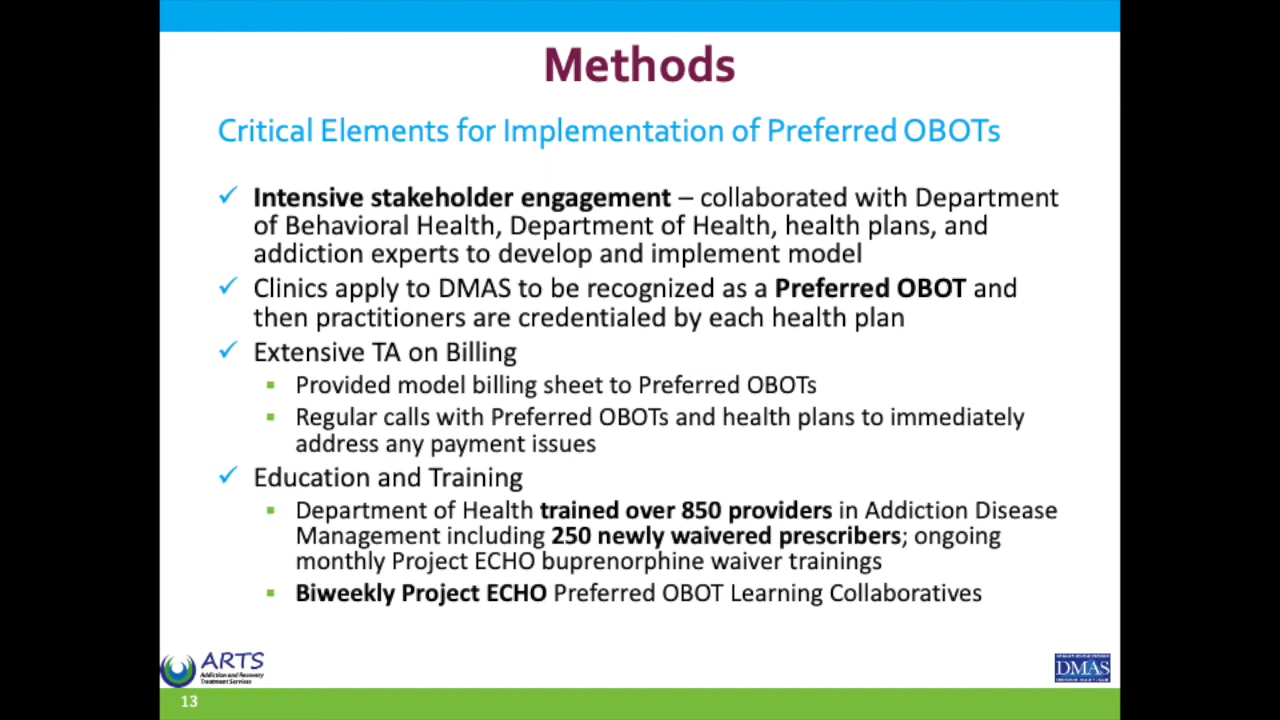 Methods
Critical Elements for Implementation of Preferred OBOTs
✓ Intensive stakeholder engagement – collaborated with Department
of Behavioral Health, Department of Health, health plans, and
addiction experts to develop and implement model
✓ Clinics apply to DMAS to be recognized as a Preferred OBOT and
then practitioners are credentialed by each health plan
✓ Extensive TA on Billing
▪ Provided model billing sheet to Preferred OBOTs
▪ Regular calls with Preferred OBOTs and health plans to immediately
address any payment issues
✓ Education and Training
▪ Department of Health trained over 850 providers in Addiction Disease
Management including 250 newly waivered prescribers; ongoing
monthly Project ECHO buprenorphine waiver trainings
▪ Biweekly Project ECHO Preferred OBOT Learning Collaboratives
ARTS
Addiction and Recovery
Treatment Services
DMAS
13